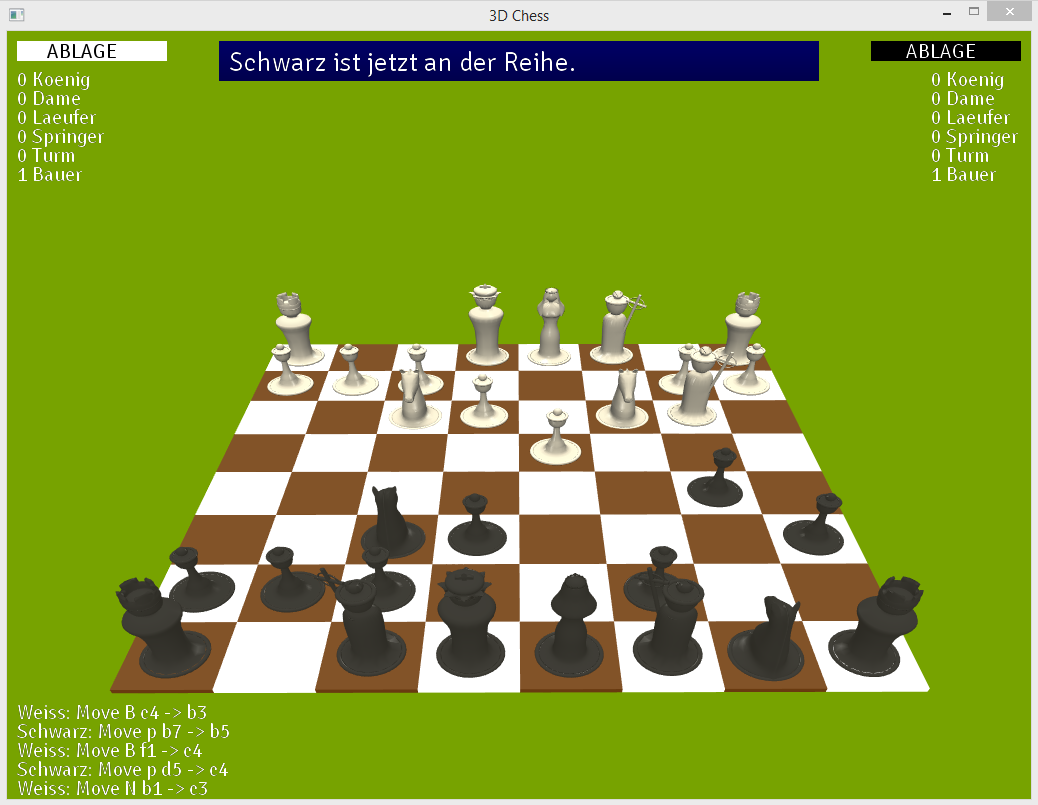 3D Chess
ABLAGE
0 Koenig
0 Dame
0 Laeufer
0 Springer
0 Turm
1 Bauer
Schwarz ist jetzt an der Reihe.
ABLAGE
0 Koenig
0 Dame
0 Laeufer
0 Springer
0 Turm
1 Bauer
Weiss: Move B c4 -> b3
Schwarz: Move p b7 -> b5
Weiss: Move B f1 -> c4
Schwarz: Move p d5 -> e4
Weiss: Move N b1 -> c3